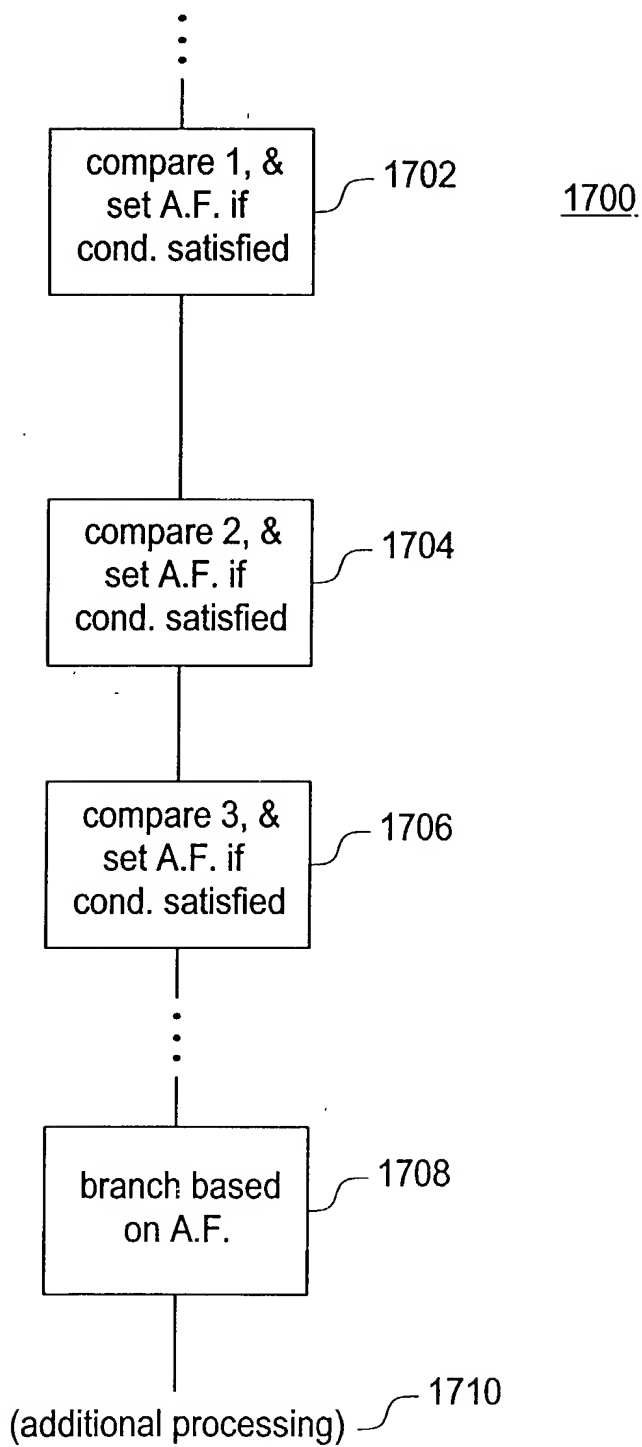 compare 1, &
set A.F. if
cond. satisfied
1702
1700
compare 2, &
set A.F. if
cond. satisfied
1704
compare 3, &
set A.F. if
cond. satisfied
1706
branch based
on A.F.
1708
(additional processing)
1710